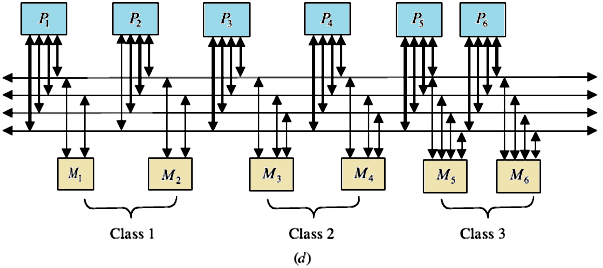 P1 P2 P3 P4 P5 P6
M1 M2 M3 M4 M5 M6
Class 1 Class 2 Class 3
(d)